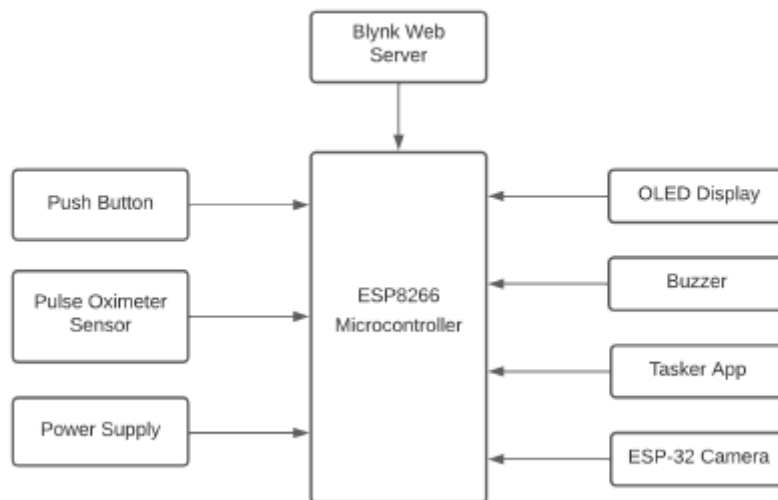 Blynk Web
Server
Push Button
Pulse Oximeter
Sensor
Power Supply
ESP8266
Microcontroller
OLED Display
Buzzer
Tasker App
ESP-32 Camera